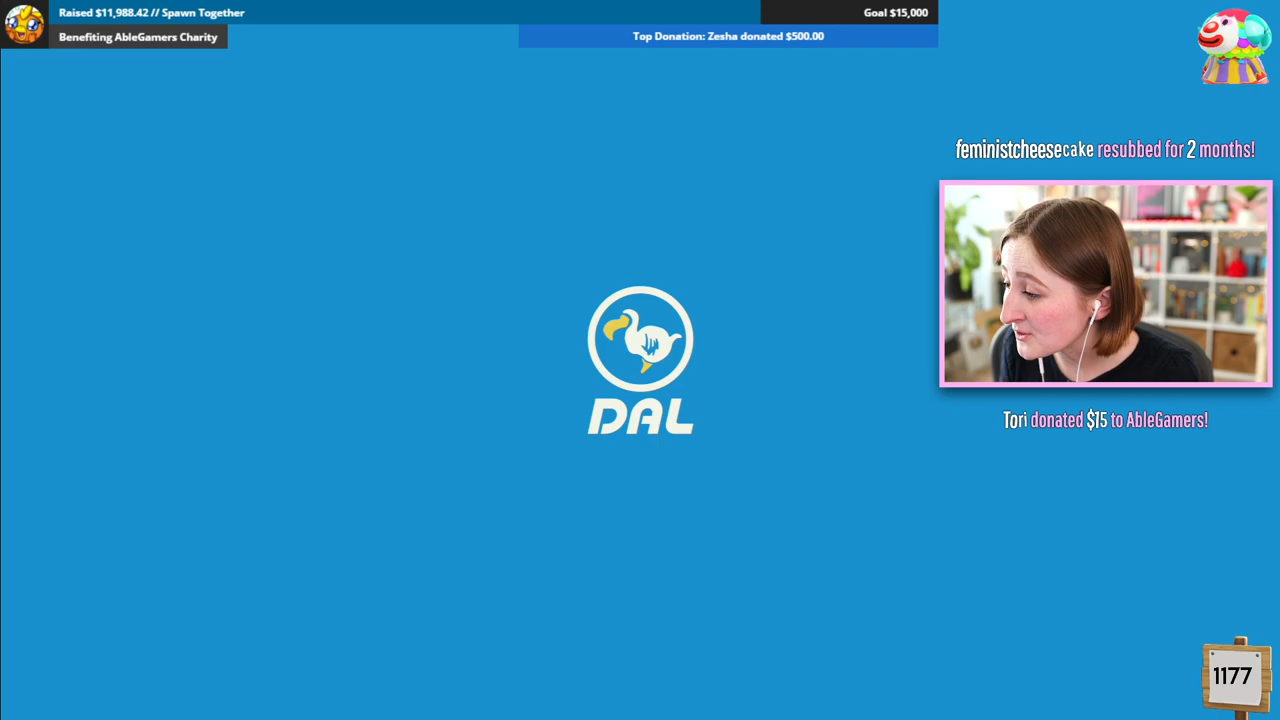 Raised $11,988.42 // Spawn Together
Goal $15,000
Benefiting AbleGamers Charity
Top Donation: Zesha donated $500.00
feministcheesecake resubbed for 2 months!
DAL
Tori donated $15 to AbleGamers!
1177